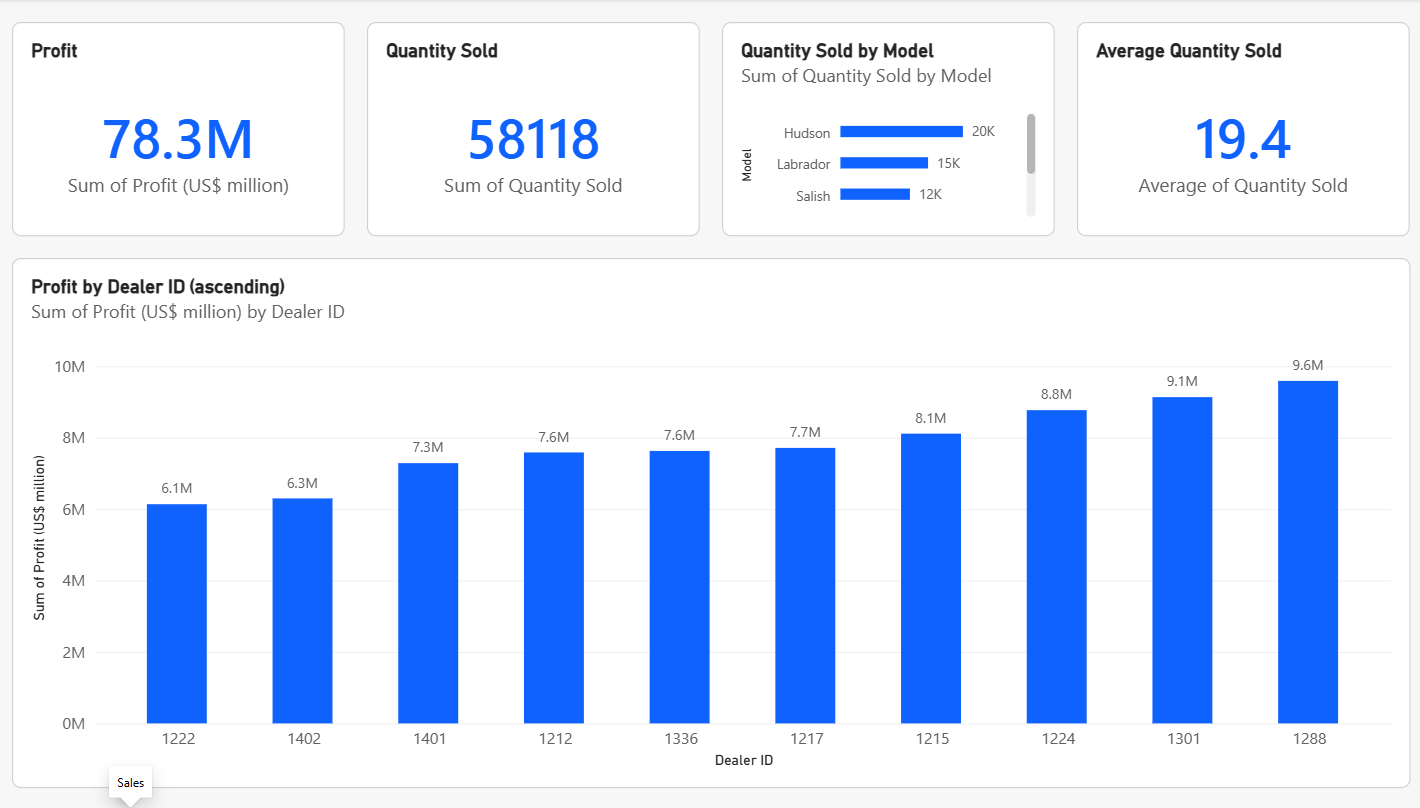 Profit
78.3M
Sum of Profit (US$ million)
Quantity Sold
58118
Sum of Quantity Sold
Quantity Sold by Model
Sum of Quantity Sold by Model
Model
Hudson 20K
Labrador 15K
Salish 12K
Average Quantity Sold
19.4
Average of Quantity Sold
Profit by Dealer ID (ascending)
Sum of Profit (US$ million) by Dealer ID
Sum of Profit (US$ million)
10M
8M
6M
4M
2M
0M
6.1M 6.3M 7.3M 7.6M 7.6M 7.7M 8.1M 8.8M 9.1M 9.6M
1222 1402 1401 1212 1336 1217 1215 1224 1301 1288
Dealer ID
Sales